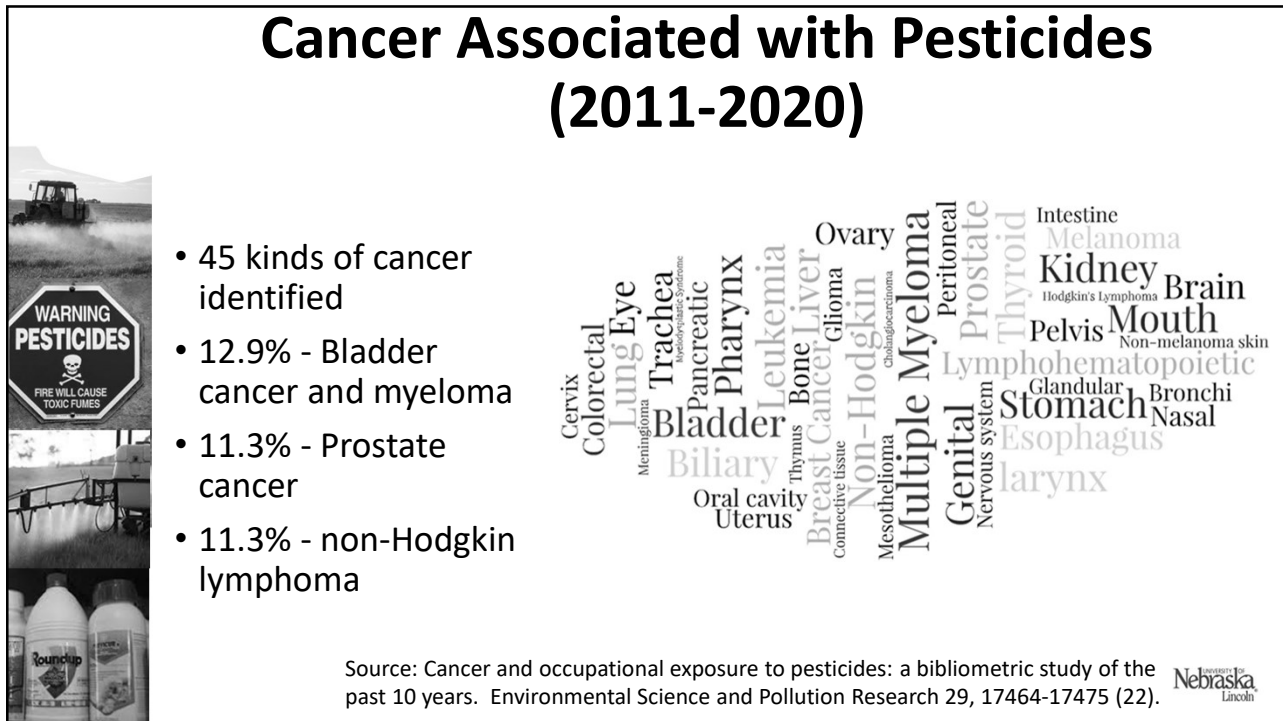 Cancer Associated with Pesticides
(2011-2020)
WARNING
PESTICIDES
FIRE WILL CAUSE
TOXIC FUMES
Roundup
• 45 kinds of cancer
identified
• 12.9% - Bladder
cancer and myeloma
• 11.3% - Prostate
cancer
• 11.3% - non-Hodgkin
lymphoma
Cervix
Colorectal
Lung
Eye
Meningioma
Trachea
Myelodysplastic Syndrome
Pancreatic
Pharynx
Bladder
Biliary
Leukemia
Thymus
Bone
Oral cavity
Uterus
Ovary
Liver
Breast Cancer
Glioma
Connective tissue
Non-Hodgkin
Cholangiocarcinoma
Mesothelioma
Multiple Myeloma
Peritoneal
Prostate
Thyroid
Genital
Nervous system
Intestine
Melanoma
Kidney
Hodgkin's Lymphoma
Brain
Pelvis
Mouth
Non-melanoma skin
Lymphohematopoietic
Glandular
Bronchi
Stomach
Nasal
Esophagus
larynx
Source: Cancer and occupational exposure to pesticides: a bibliometric study of the
past 10 years. Environmental Science and Pollution Research 29, 17464-17475 (22).
UNIVERSITY OF
Nebraska
Lincoln